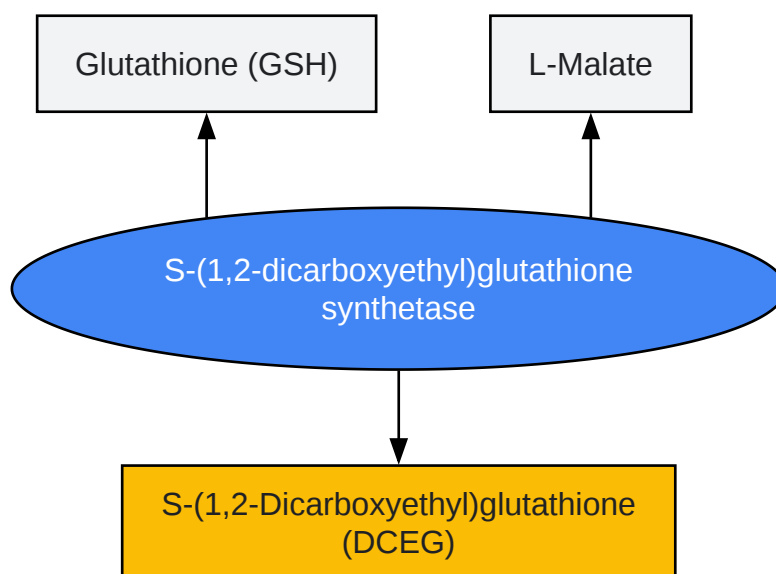 Glutathione (GSH)
L-Malate
S-(1,2-dicarboxyethyl)glutathione
synthetase
S-(1,2-Dicarboxyethyl)glutathione
(DCEG)